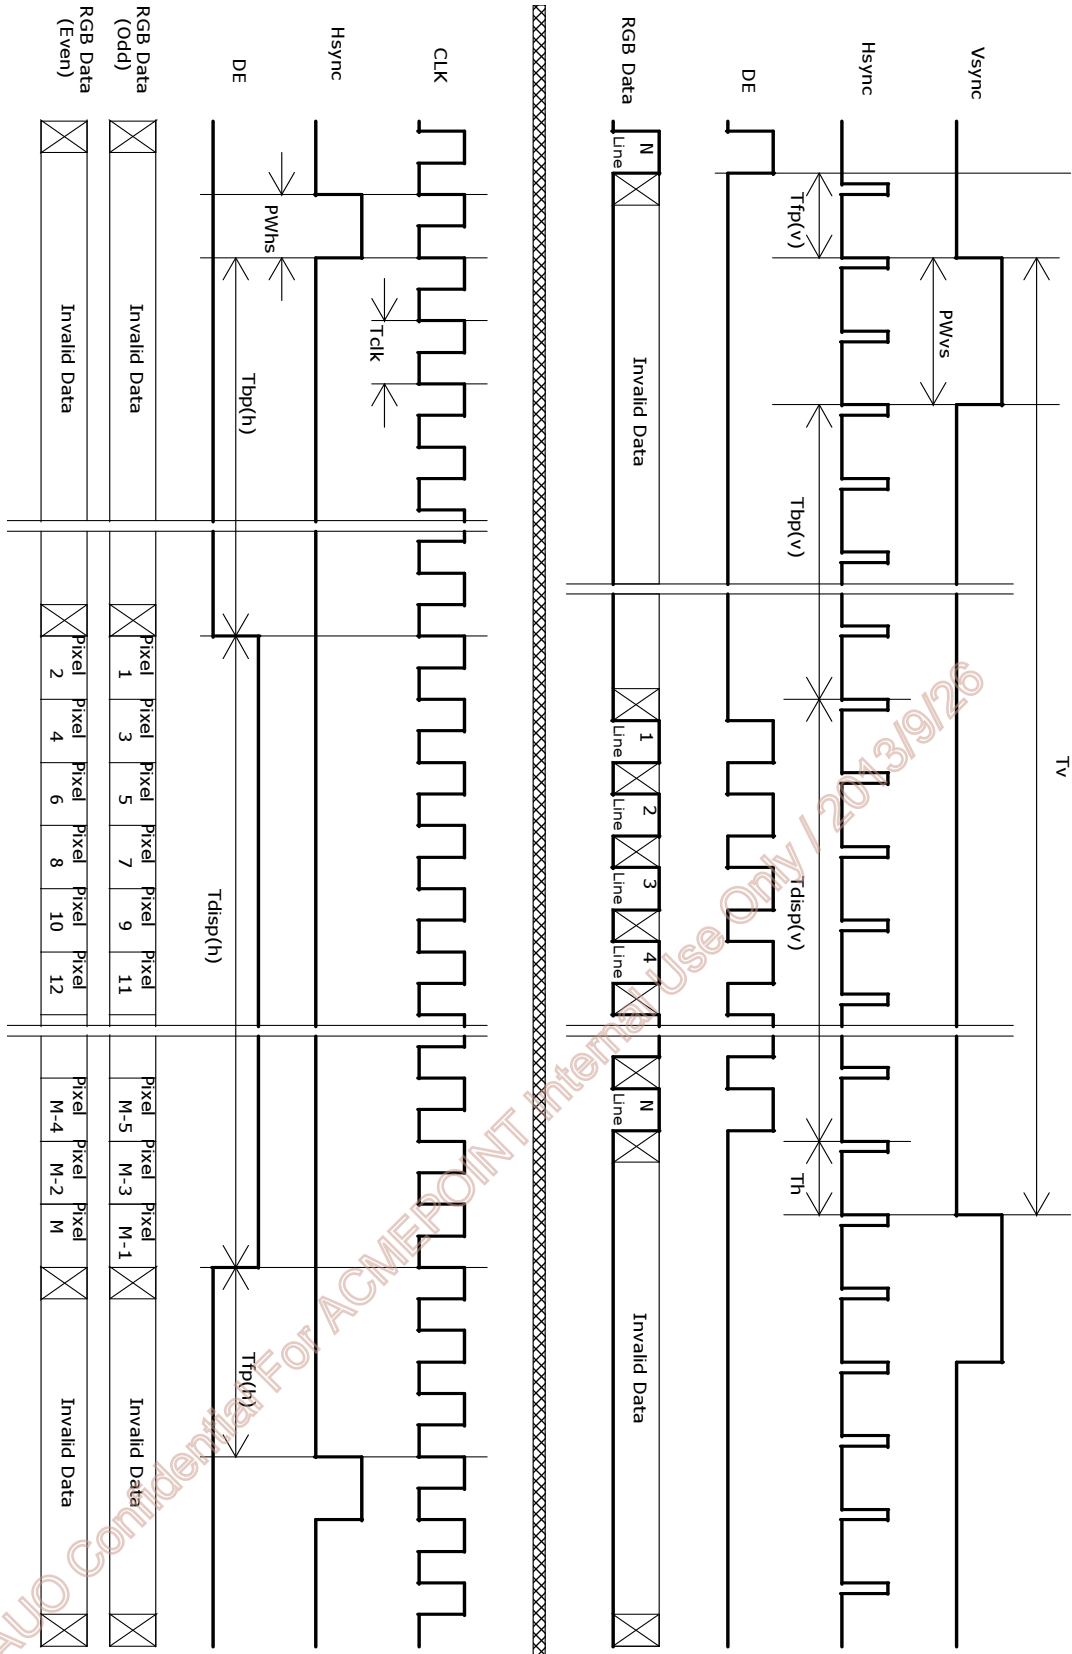 Tv
Vsync
PWvs
Hsync
Tfp(v)
Tbp(v)
Tdisp(v)
Th
DE
RGB Data
N
Line
Invalid Data
1
Line
2
Line
3
Line
4
Line
N
Line
Invalid Data
CLK
Tclk
Hsync
PWhs
DE
Tbp(h)
Tdisp(h)
Tfp(h)
RGB Data
(Odd)
Invalid Data
Pixel
1
Pixel
3
Pixel
5
Pixel
7
Pixel
9
Pixel
11
Pixel
M-5
Pixel
M-3
Pixel
M-1
Invalid Data
RGB Data
(Even)
Invalid Data
Pixel
2
Pixel
4
Pixel
6
Pixel
8
Pixel
10
Pixel
12
Pixel
M-4
Pixel
M-2
Pixel
M
Invalid Data
AUO Confidential For ACMEPOINT Internal Use Only / 2013/9/26